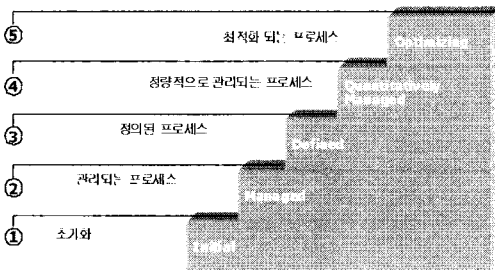 ⑤ 최적화 되는 프로세스
Optimizing
④ 정량적으로 관리되는 프로세스
Quantitatively
Managed
③ 정의된 프로세스
Defined
② 관리되는 프로세스
Managed
① 초기화
Initial